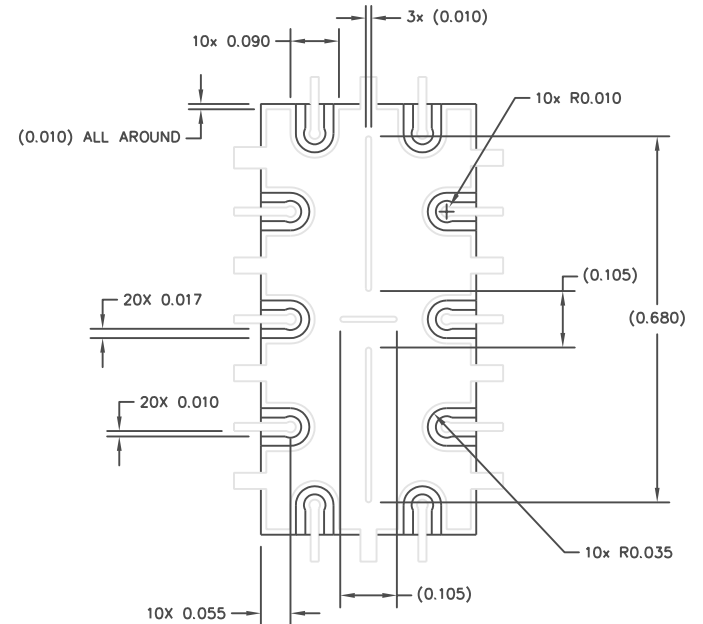 3x (0.010)
10x 0.090
10x R0.010
(0.010) ALL AROUND
(0.105)
20X 0.017
(0.680)
20X 0.010
10x R0.035
(0.105)
10X 0.055